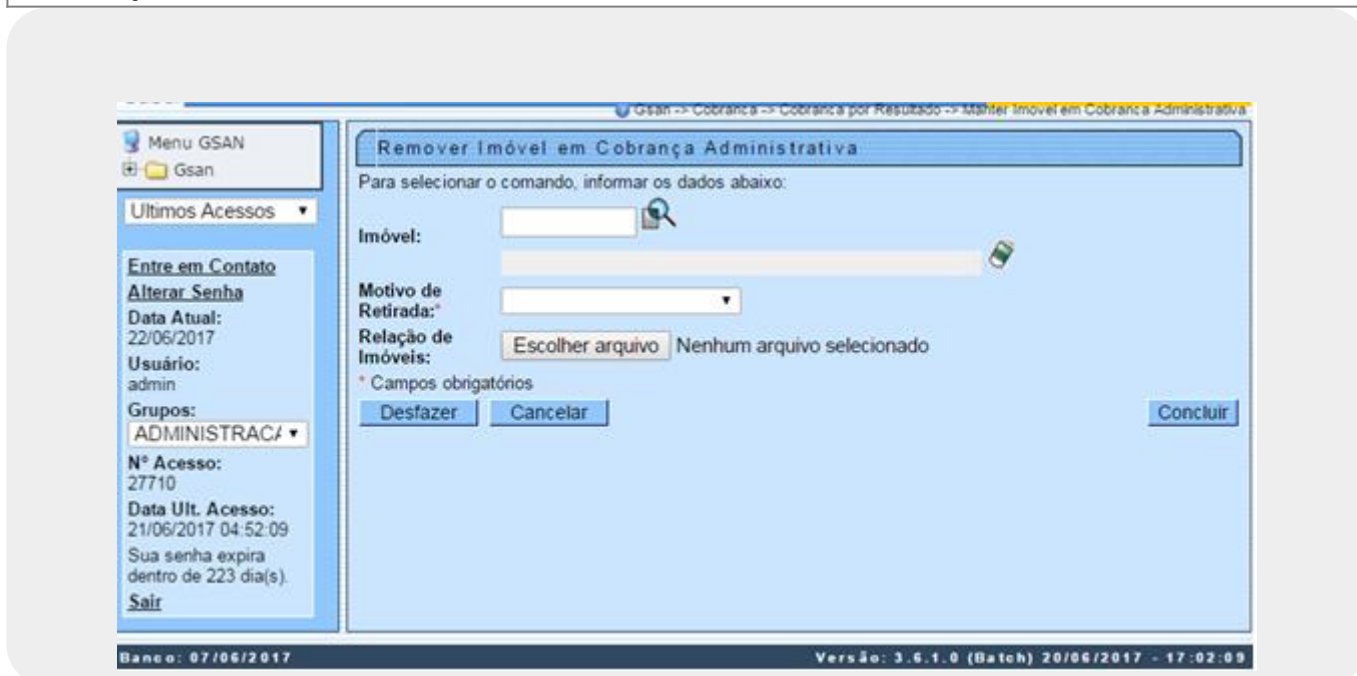 Gsan -> Cobranca -> Cobranca por Resultado -> Manter Imovel em Cobranca Administrativa
Menu GSAN
Gsan
Ultimos Acessos
Entre em Contato
Alterar Senha
Data Atual:
22/06/2017
Usuário:
admin
Grupos:
ADMINISTRAC
Nº Acesso:
27710
Data Ult. Acesso:
21/06/2017 04:52:09
Sua senha expira
dentro de 223 dia(s).
Sair
Remover Imóvel em Cobrança Administrativa
Para selecionar o comando, informar os dados abaixo:
Imóvel:
Motivo de
Retirada:*
Relação de
Imóveis:
Escolher arquivo Nenhum arquivo selecionado
* Campos obrigatórios
Desfazer Cancelar Concluir
Banco: 07/06/2017 Versão: 3.6.1.0 (Batch) 20/06/2017 - 17:02:09